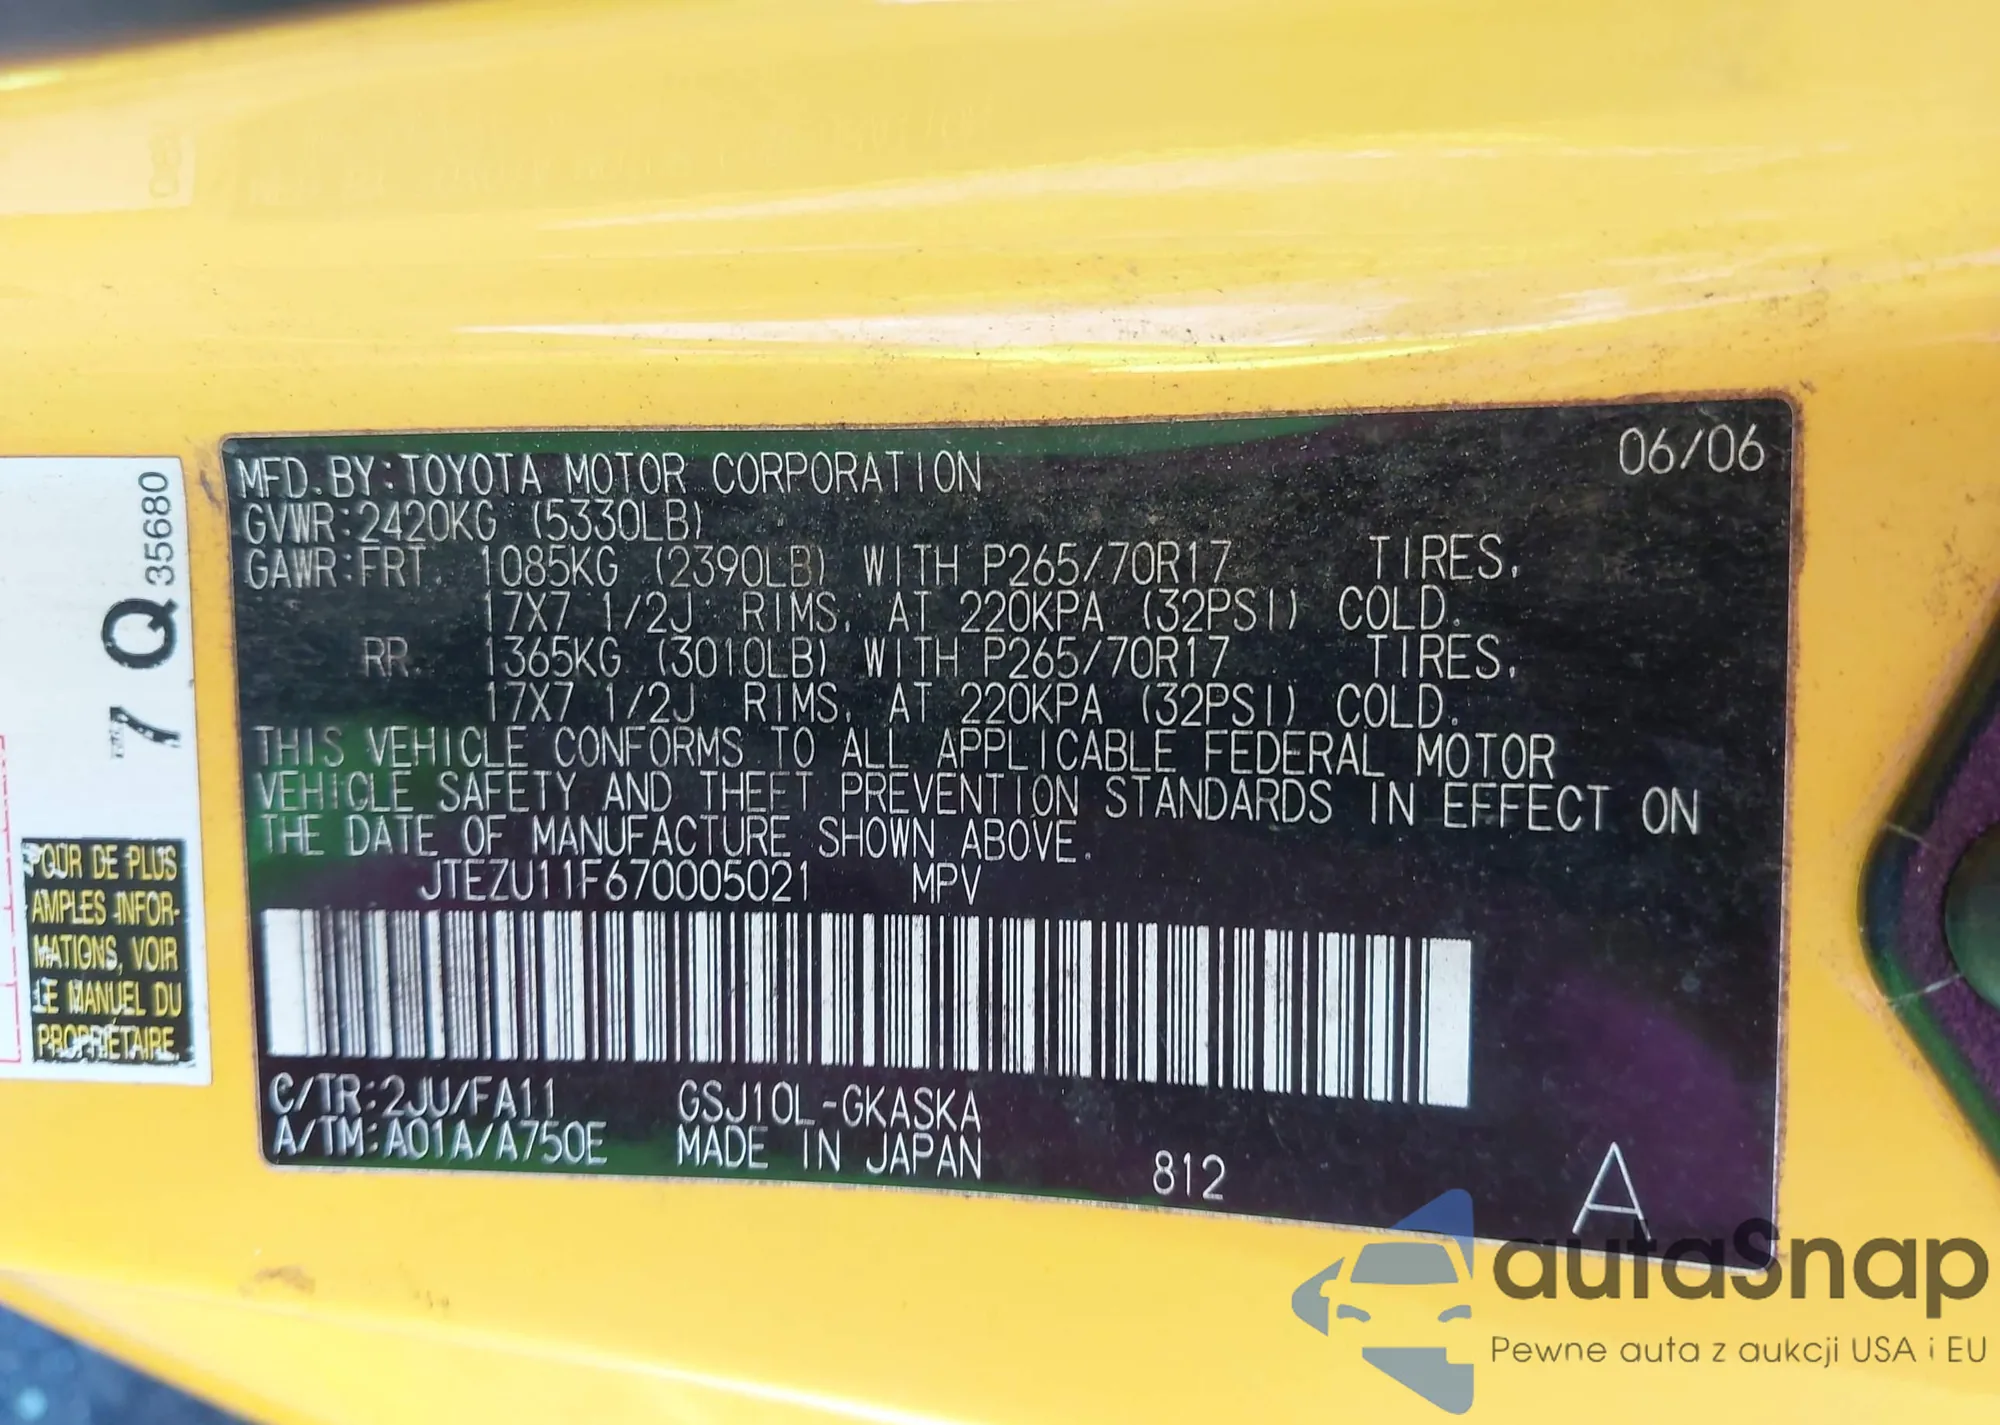 06/06
MFD.BY:TOYOTA MOTOR CORPORATION
GVWR:2420KG (5330LB)
GAWR:FRT 1085KG (2390LB) WITH P265/70R17 TIRES,
17X7 1/2J RIMS, AT 220KPA (32PSI) COLD.
RR 1365KG (3010LB) WITH P265/70R17 TIRES,
17X7 1/2J RIMS, AT 220KPA (32PSI) COLD.
THIS VEHICLE CONFORMS TO ALL APPLICABLE FEDERAL MOTOR
VEHICLE SAFETY AND THEFT PREVENTION STANDARDS IN EFFECT ON
THE DATE OF MANUFACTURE SHOWN ABOVE.
JTEZU11F670005021 MPV
C/TR:2JU/FA11 GSJ10L-GKASKA
A/TM:A01A/A750E MADE IN JAPAN 812
A
7 Q 35680
POUR DE PLUS
AMPLES INFOR-
MATIONS, VOIR
LE MANUEL DU
PROPRIÉTAIRE.
autaSnap
Pewne auta z aukcji USA i EU